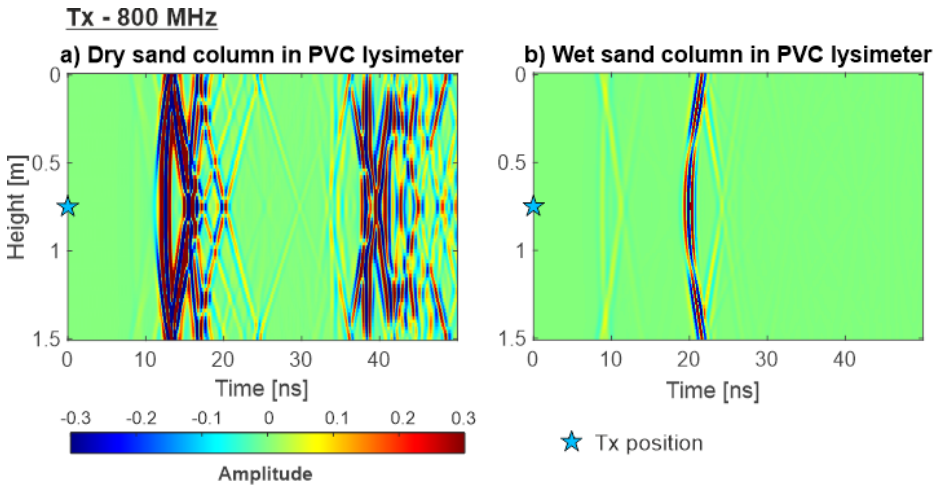 Tx - 800 MHz
a) Dry sand column in PVC lysimeter
b) Wet sand column in PVC lysimeter
0
0.5
1
1.5
Height [m]
0 10 20 30 40
Time [ns]
0
0.5
1
1.5
0 10 20 30 40
Time [ns]
-0.3 -0.2 -0.1 0 0.1 0.2 0.3
Amplitude
Tx position